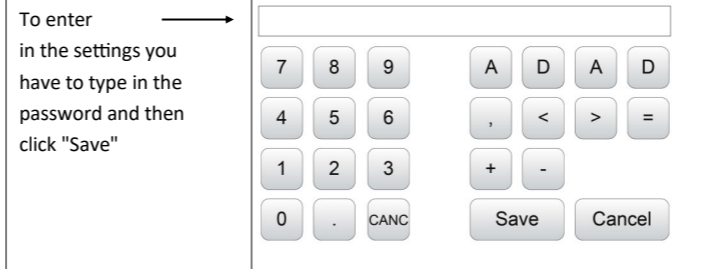 To enter
in the settings you
have to type in the
password and then
click "Save"
7 8 9 A D A D
4 5 6 , < > =
1 2 3 + -
0 . CANC Save Cancel